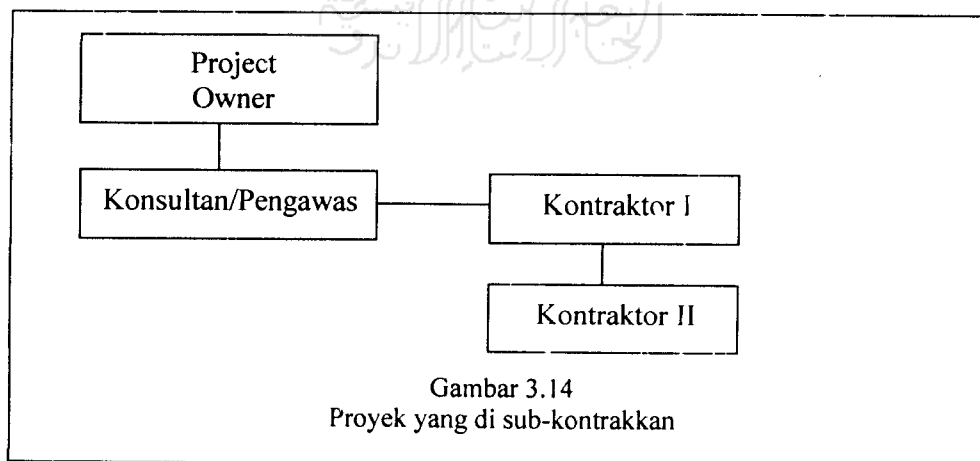 Project
Owner
Konsultan/Pengawas
Kontraktor I
Kontraktor II
Gambar 3.14
Proyek yang di sub-kontrakkan